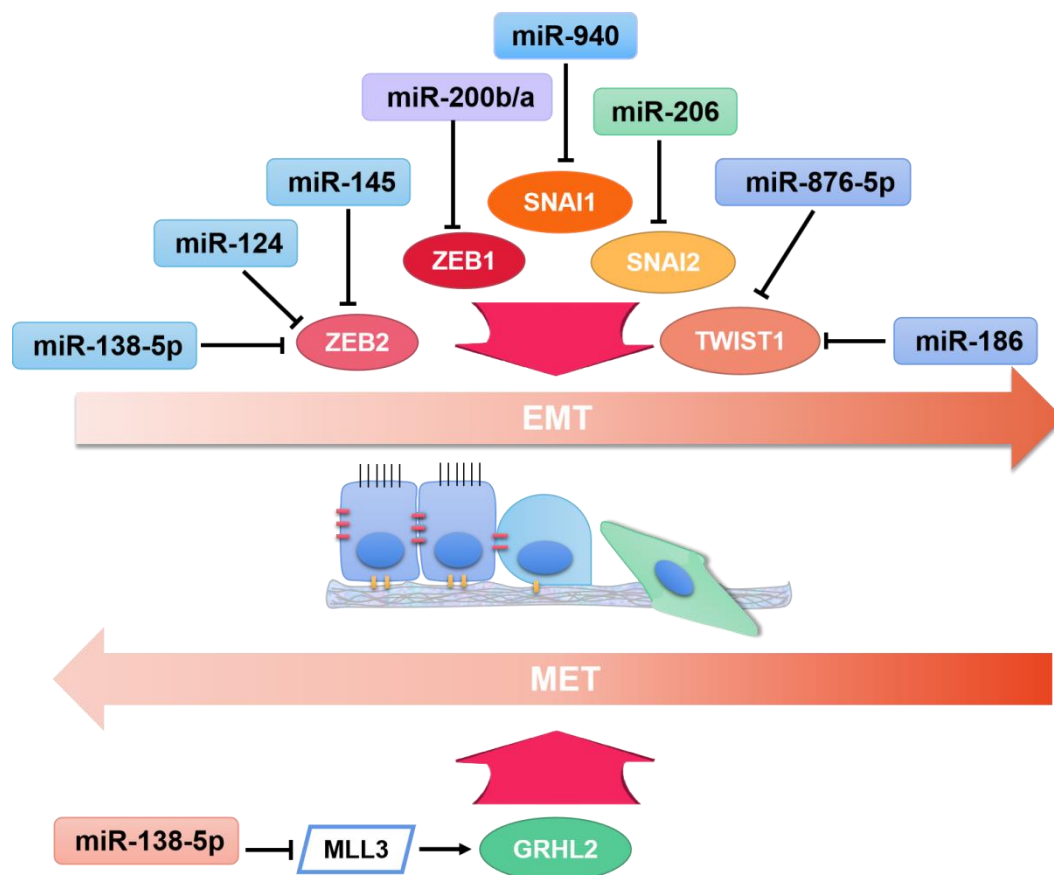 miR-940
miR-200b/a
miR-206
miR-145
miR-876-5p
SNAI1
miR-124
ZEB1
SNAI2
miR-138-5p
ZEB2
TWIST1
miR-186
EMT
MET
miR-138-5p
MLL3
GRHL2